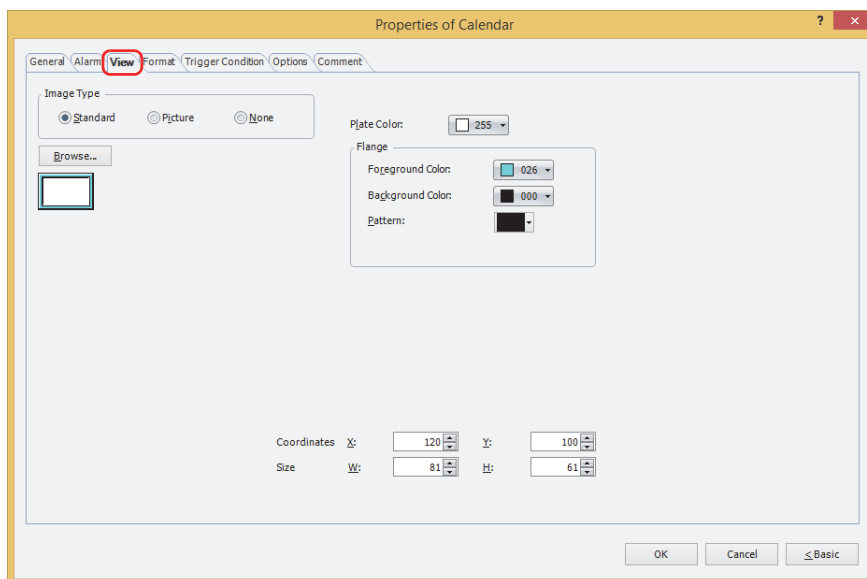 Properties of Calendar
? ×
General Alarm View Format Trigger Condition Options Comment
Image Type
Standard Picture None
Plate Color: 255
Browse...
Flange
Foreground Color: 026
Background Color: 000
Pattern:
Coordinates X: 120 Y: 100
Size W: 81 H: 61
OK Cancel < Basic